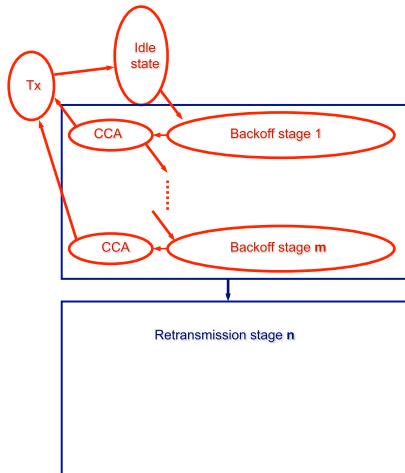 Idle
state
Tx
CCA
Backoff stage 1
CCA
Backoff stage m
Retransmission stage n